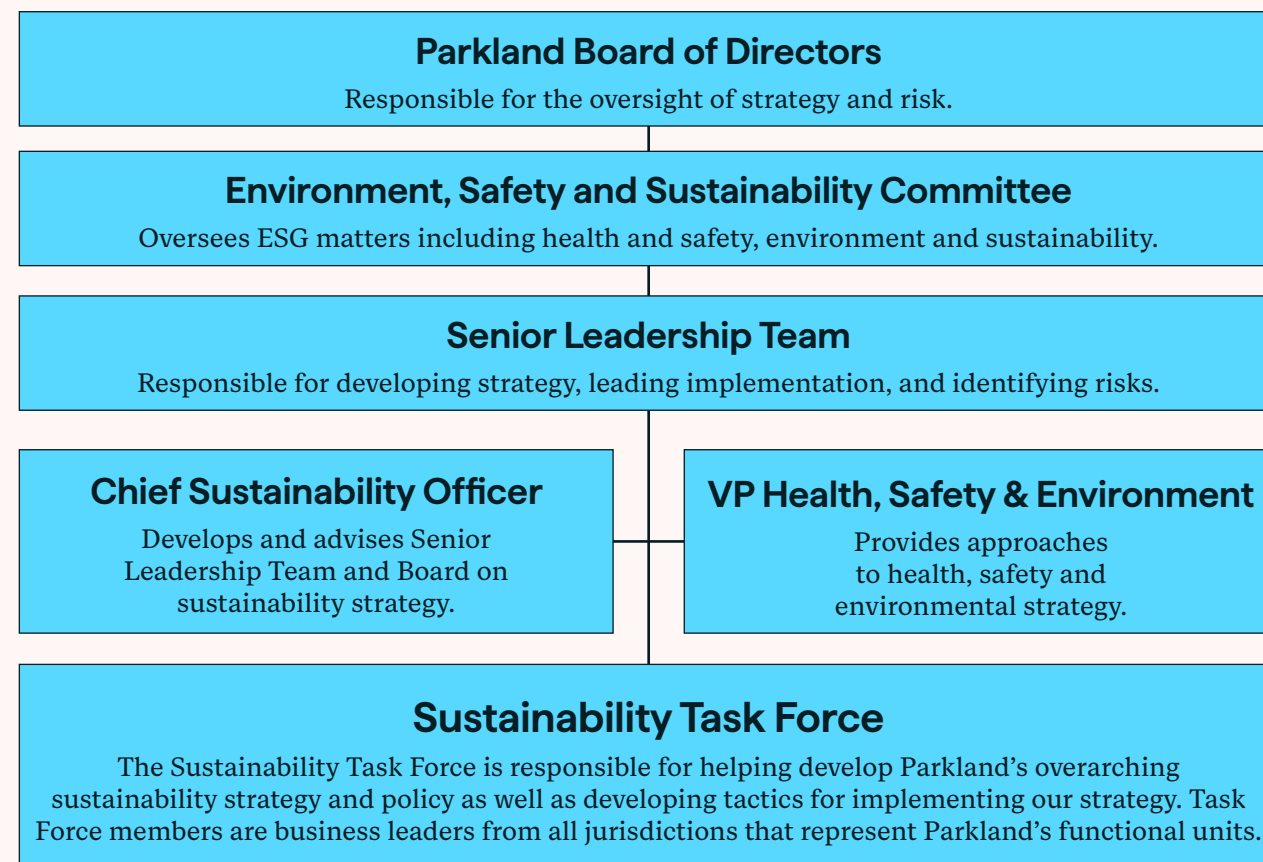 Parkland Board of Directors
Responsible for the oversight of strategy and risk.
Environment, Safety and Sustainability Committee
Oversees ESG matters including health and safety, environment and sustainability.
Senior Leadership Team
Responsible for developing strategy, leading implementation, and identifying risks.
Chief Sustainability Officer
Develops and advises Senior
Leadership Team and Board on
sustainability strategy.
VP Health, Safety & Environment
Provides approaches
to health, safety and
environmental strategy.
Sustainability Task Force
The Sustainability Task Force is responsible for helping develop Parkland’s overarching
sustainability strategy and policy as well as developing tactics for implementing our strategy. Task
Force members are business leaders from all jurisdictions that represent Parkland’s functional units.